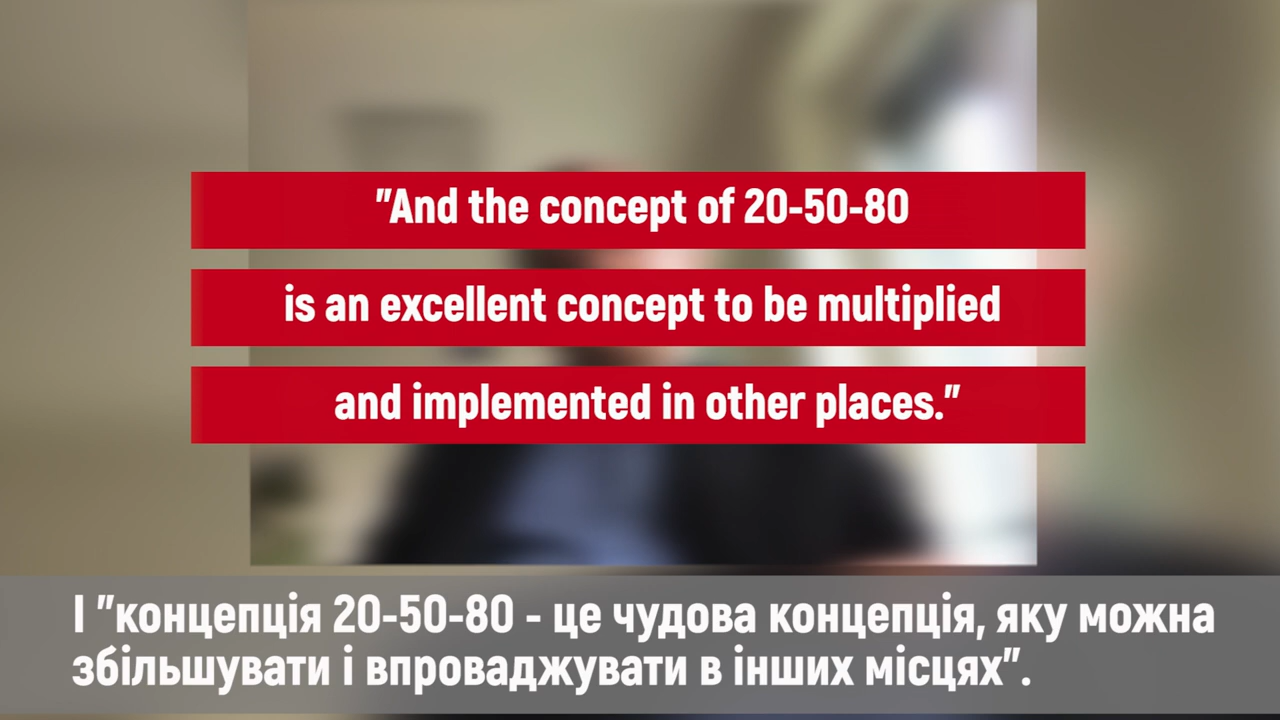 "And the concept of 20-50-80
is an excellent concept to be multiplied
and implemented in other places."
І "концепція 20-50-80 - це чудова концепція, яку можна
збільшувати і впроваджувати в інших місцях".